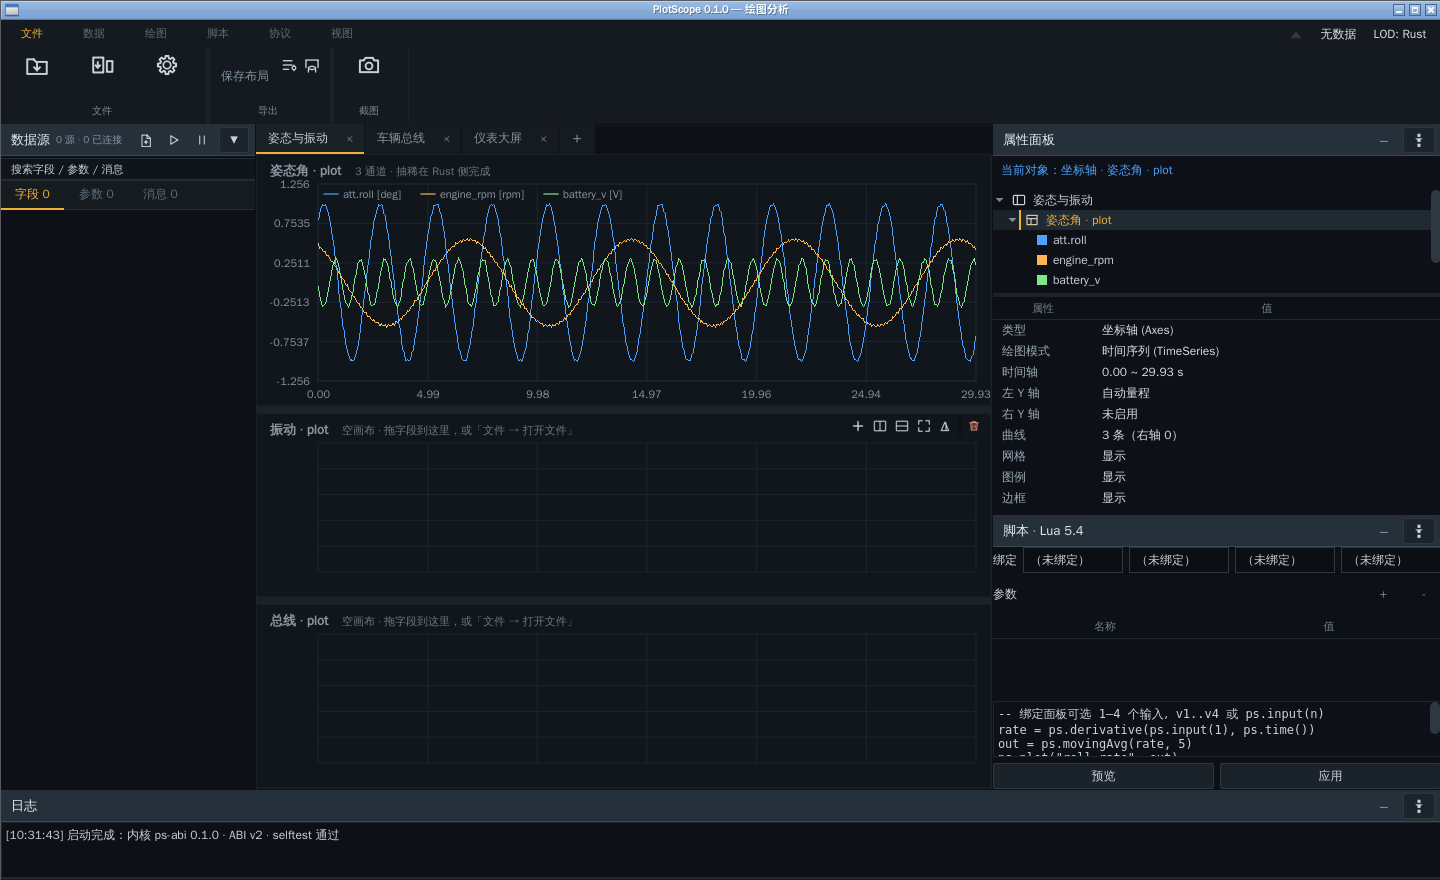 PlotScope 0.1.0 — 绘图分析
文件 数据 绘图 脚本 协议 视图
无数据 LOD: Rust
保存布局
文件 导出 截图
数据源 0 源 · 0 已连接
搜索字段 / 参数 / 消息
字段 0 参数 0 消息 0
姿态与振动 × 车辆总线 × 仪表大屏 × +
姿态角 · plot 3 通道 · 抽稀在 Rust 侧完成
att.roll [deg] engine_rpm [rpm] battery_v [V]
1.256
0.7535
0.2511
-0.2513
-0.7537
-1.256
0.00 4.99 9.98 14.97 19.96 24.94 29.93
振动 · plot 空画布 · 拖字段到这里，或「文件 → 打开文件」
总线 · plot 空画布 · 拖字段到这里，或「文件 → 打开文件」
属性面板
当前对象：坐标轴 · 姿态角 · plot
姿态与振动
姿态角 · plot
att.roll
engine_rpm
battery_v
属性 值
类型 坐标轴 (Axes)
绘图模式 时间序列 (TimeSeries)
时间轴 0.00 ~ 29.93 s
左 Y 轴 自动量程
右 Y 轴 未启用
曲线 3 条（右轴 0）
网格 显示
图例 显示
边框 显示
脚本 · Lua 5.4
绑定 （未绑定） （未绑定） （未绑定） （未绑定）
参数 + -
名称 值
-- 绑定面板可选 1—4 个输入，v1..v4 或 ps.input(n)
rate = ps.derivative(ps.input(1), ps.time())
out = ps.movingAvg(rate, 5)
预览 应用
日志
[10:31:43] 启动完成：内核 ps-abi 0.1.0 · ABI v2 · selftest 通过